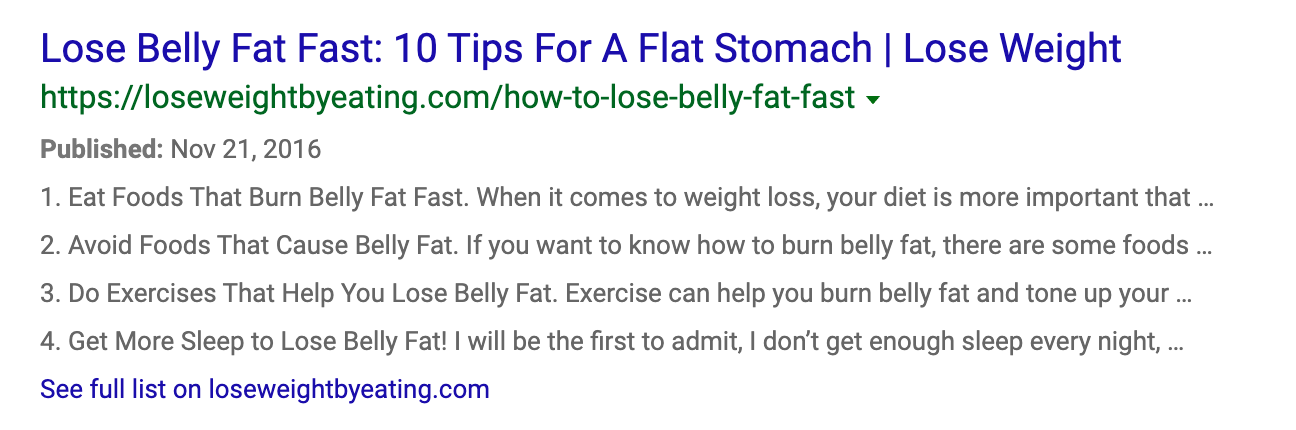 Lose Belly Fat Fast: 10 Tips For A Flat Stomach | Lose Weight
https://loseweightbyeating.com/how-to-lose-belly-fat-fast
Published: Nov 21, 2016
1. Eat Foods That Burn Belly Fat Fast. When it comes to weight loss, your diet is more important that ...
2. Avoid Foods That Cause Belly Fat. If you want to know how to burn belly fat, there are some foods ...
3. Do Exercises That Help You Lose Belly Fat. Exercise can help you burn belly fat and tone up your ...
4. Get More Sleep to Lose Belly Fat! I will be the first to admit, I don’t get enough sleep every night, ...
See full list on loseweightbyeating.com